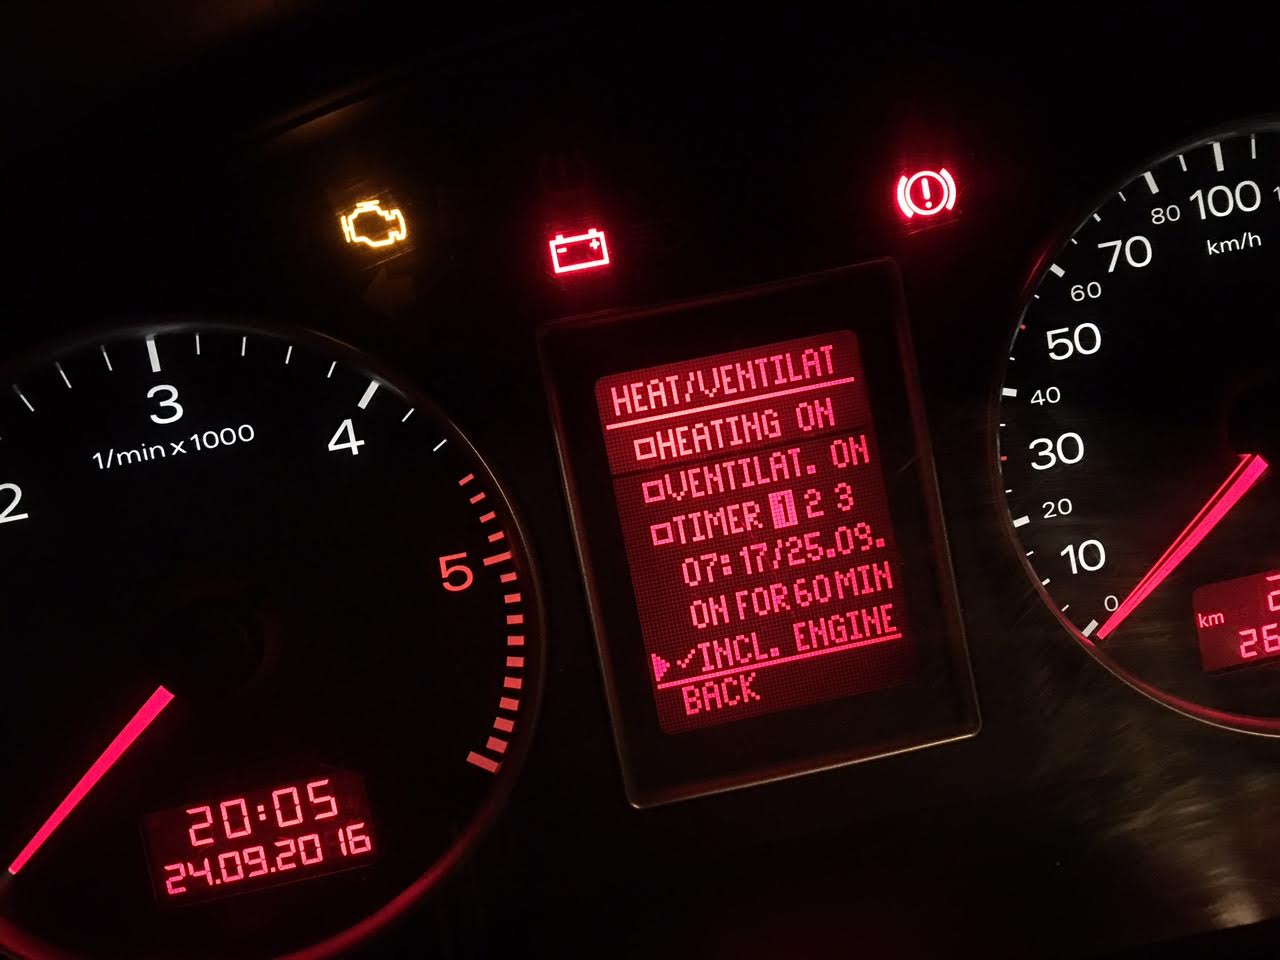 HEAT/VENTILAT
HEATING ON
VENTILAT. ON
TIMER 1 2 3
07:17/25.09.
ON FOR 60 MIN
✓INCL. ENGINE
BACK
2
3
4
5
1/min x 1000
20:05
24.09.2016
0
10
20
30
40
50
60
70
80
100
km/h
km